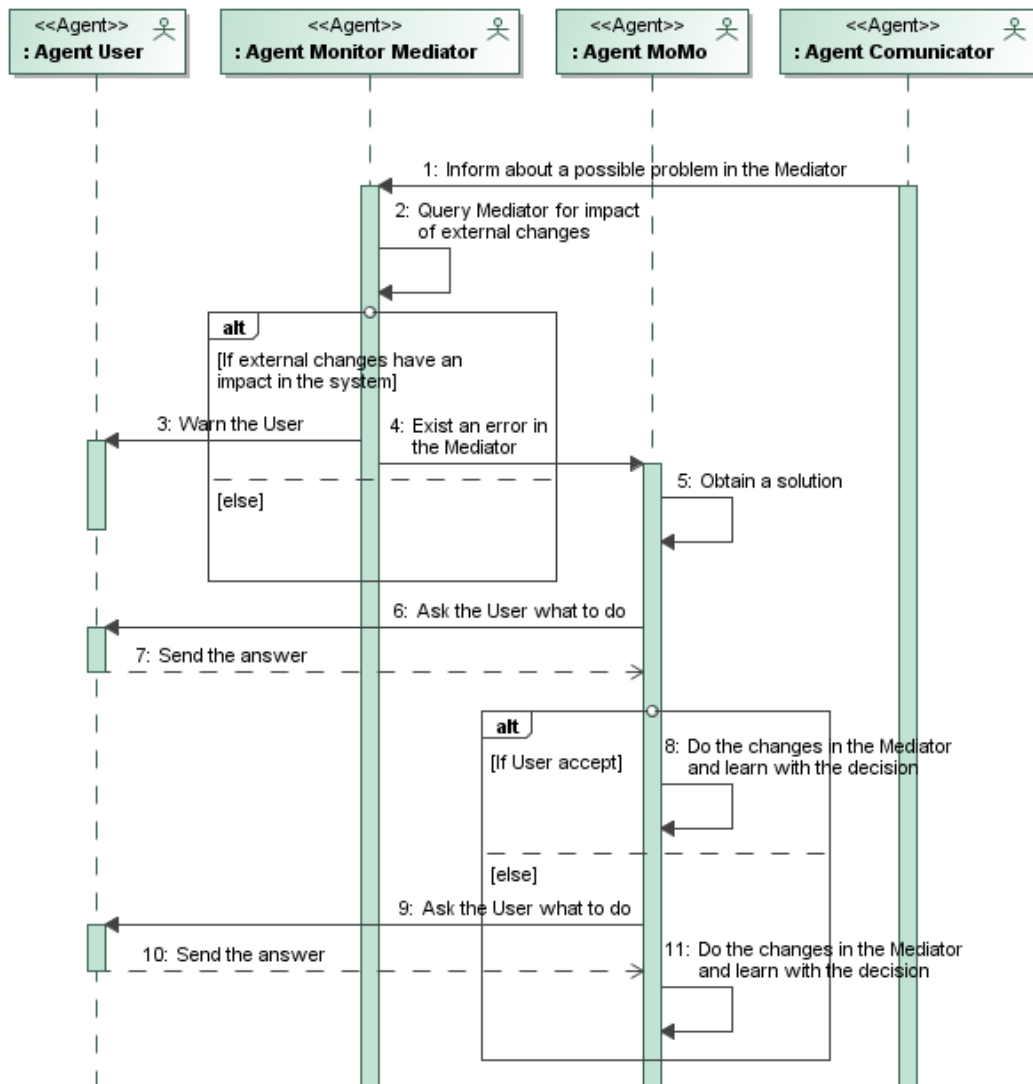 <<Agent>>
: Agent User
<<Agent>>
: Agent Monitor Mediator
<<Agent>>
: Agent MoMo
<<Agent>>
: Agent Comunicator
1: Inform about a possible problem in the Mediator
2: Query Mediator for impact
of external changes
alt
[If external changes have an
impact in the system]
3: Warn the User
4: Exist an error in
the Mediator
5: Obtain a solution
[else]
6: Ask the User what to do
7: Send the answer
alt
[If User accept]
8: Do the changes in the Mediator
and learn with the decision
[else]
9: Ask the User what to do
10: Send the answer
11: Do the changes in the Mediator
and learn with the decision